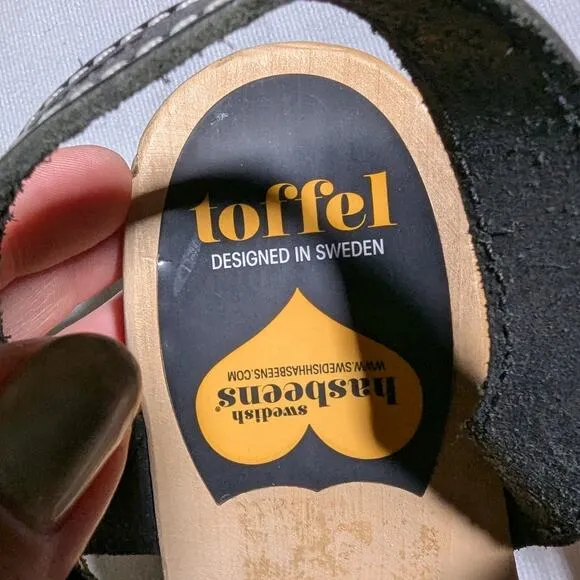 toffel
DESIGNED IN SWEDEN
swedish
hasbeens®
WWW.SWEDISHHASBEENS.COM